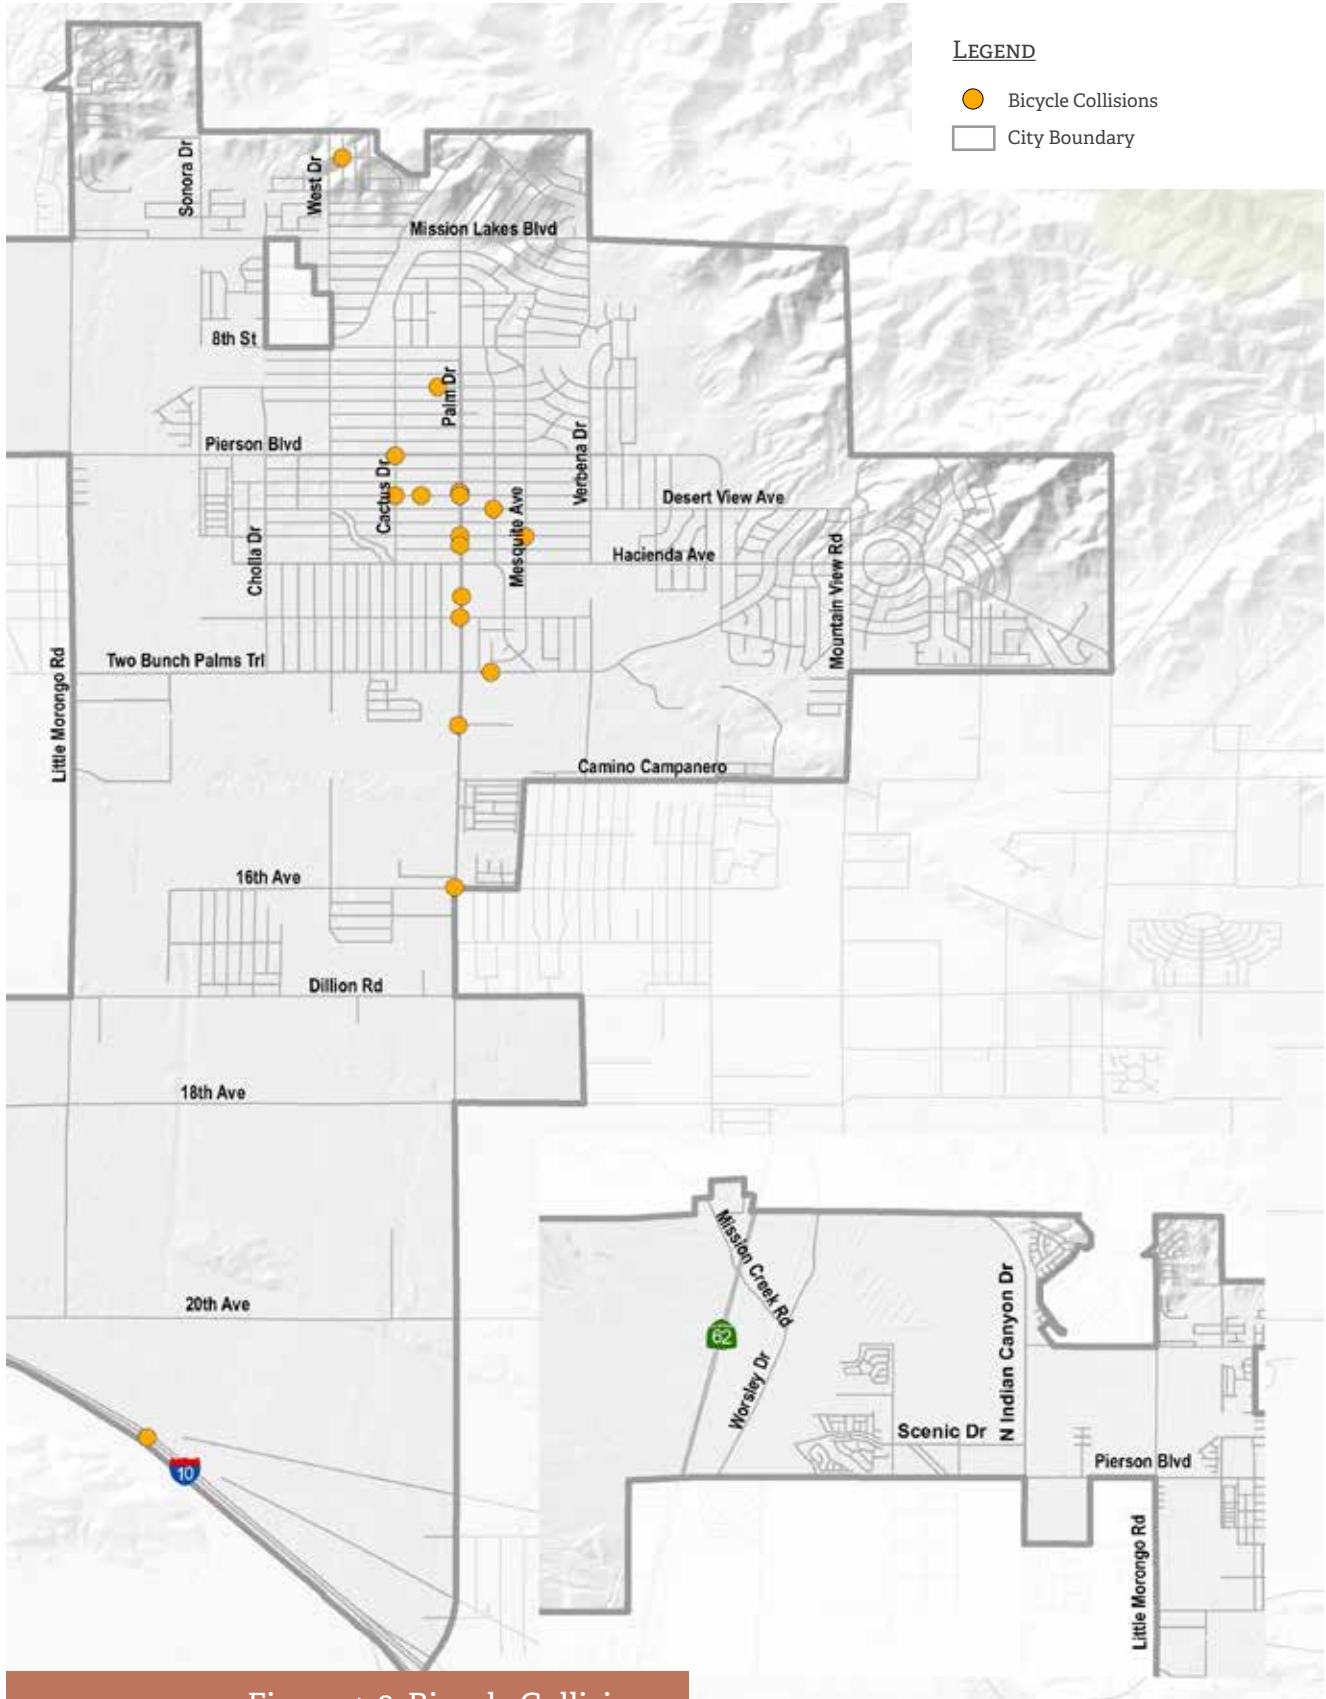 LEGEND
Bicycle Collisions
City Boundary
Sonora Dr
West Dr
Mission Lakes Blvd
8th St
Palm Dr
Pierson Blvd
Cactus Dr
Verbena Dr
Mesquite Ave
Desert View Ave
Cholla Dr
Hacienda Ave
Mountain View Rd
Two Bunch Palms Trl
Little Morongo Rd
Camino Campanero
16th Ave
Dillion Rd
18th Ave
20th Ave
10
Mission Creek Rd
62
Worsley Dr
N Indian Canyon Dr
Scenic Dr
Pierson Blvd
Little Morongo Rd